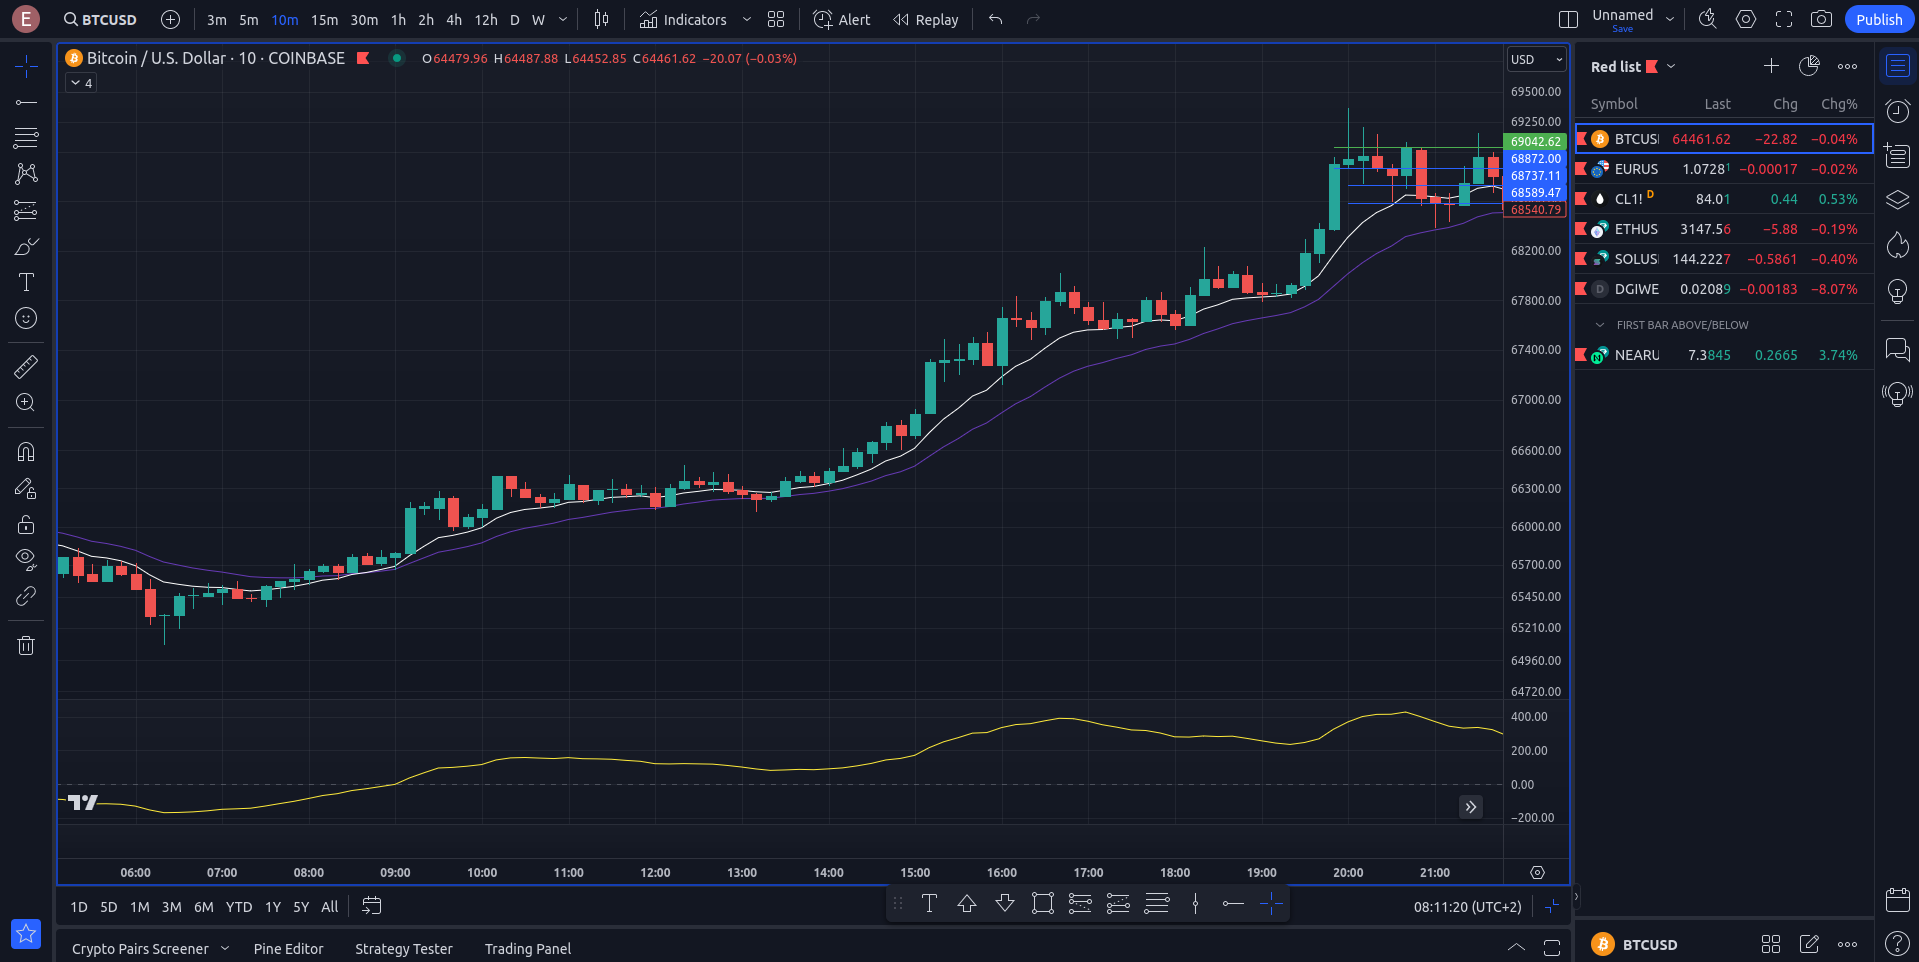 E BTCUSD 3m 5m 10m 15m 30m 1h 2h 4h 12h D W Indicators Alert Replay Unnamed Save Publish
Bitcoin / U.S. Dollar · 10 · COINBASE O64479.96 H64487.88 L64452.85 C64461.62 −20.07 (−0.03%)
4
USD
69500.00
69250.00
69042.62
68872.00
68737.11
68589.47
68540.79
68200.00
67800.00
67400.00
67000.00
66600.00
66300.00
66000.00
65700.00
65450.00
65210.00
64960.00
64720.00
400.00
200.00
0.00
−200.00
06:00 07:00 08:00 09:00 10:00 11:00 12:00 13:00 14:00 15:00 16:00 17:00 18:00 19:00 20:00 21:00
1D 5D 1M 3M 6M YTD 1Y 5Y All 08:11:20 (UTC+2)
Crypto Pairs Screener Pine Editor Strategy Tester Trading Panel
Red list
Symbol Last Chg Chg%
BTCUS 64461.62 −22.82 −0.04%
EURUS 1.07281 −0.00017 −0.02%
CL1! D 84.01 0.44 0.53%
ETHUS 3147.56 −5.88 −0.19%
SOLUS 144.2227 −0.5861 −0.40%
D DGIWE 0.02089 −0.00183 −8.07%
FIRST BAR ABOVE/BELOW
NEARU 7.3845 0.2665 3.74%
BTCUSD